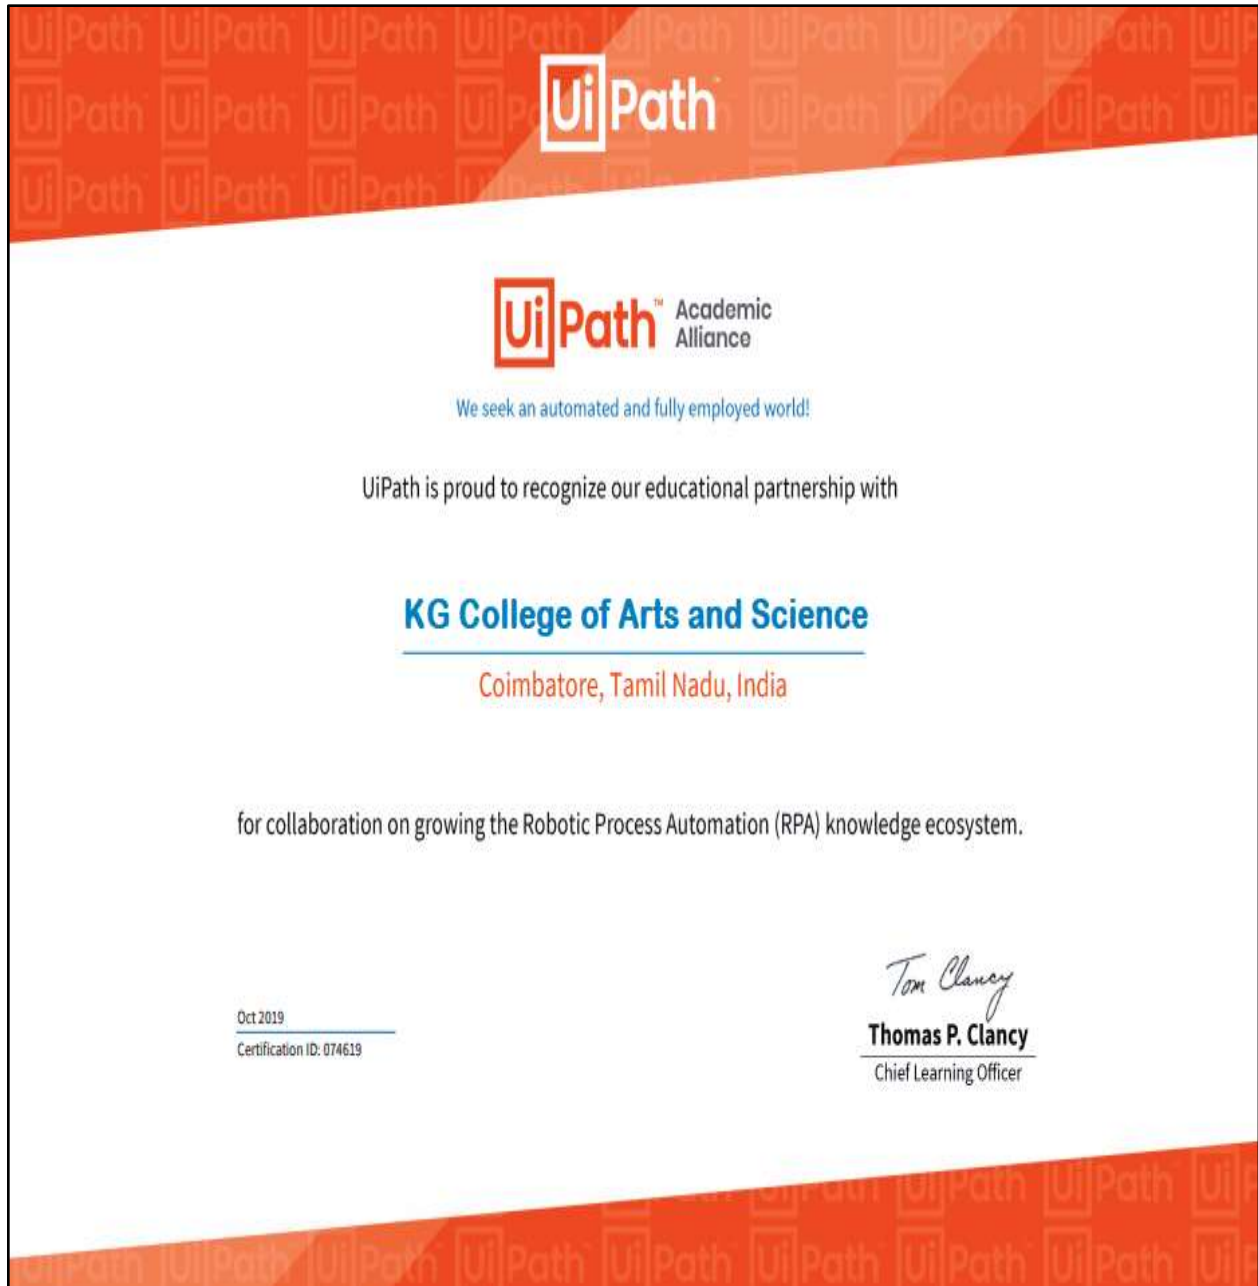 UiPath
UiPath™ Academic
Alliance
We seek an automated and fully employed world!
UiPath is proud to recognize our educational partnership with
KG College of Arts and Science
Coimbatore, Tamil Nadu, India
for collaboration on growing the Robotic Process Automation (RPA) knowledge ecosystem.
Tom Clancy
Oct 2019
Thomas P. Clancy
Certification ID: 074619
Chief Learning Officer